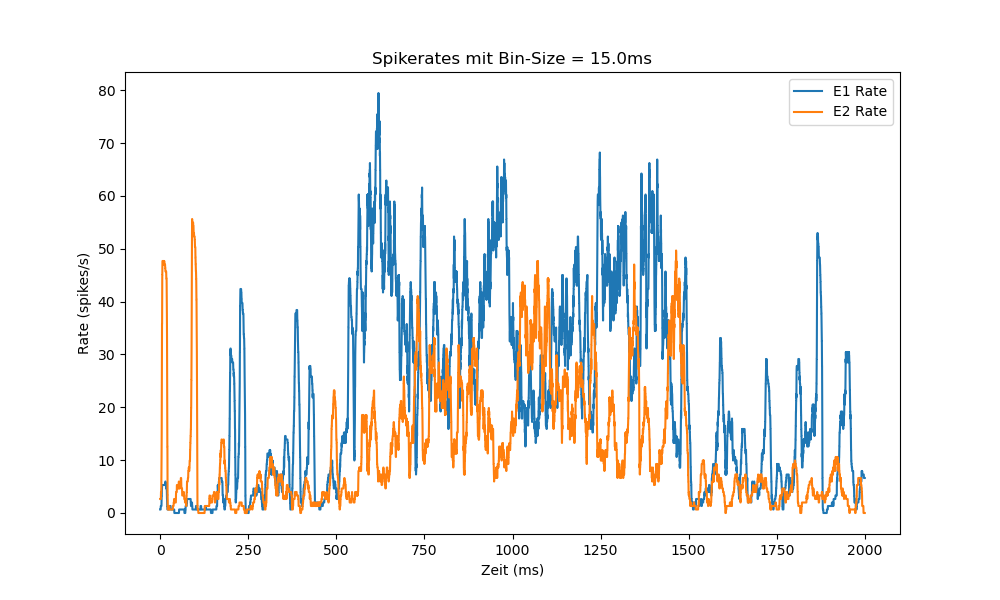 Spikerates mit Bin-Size = 15.0ms
E1 Rate
E2 Rate
80
70
60
50
40
30
20
10
0
Rate (spikes/s)
0 250 500 750 1000 1250 1500 1750 2000
Zeit (ms)